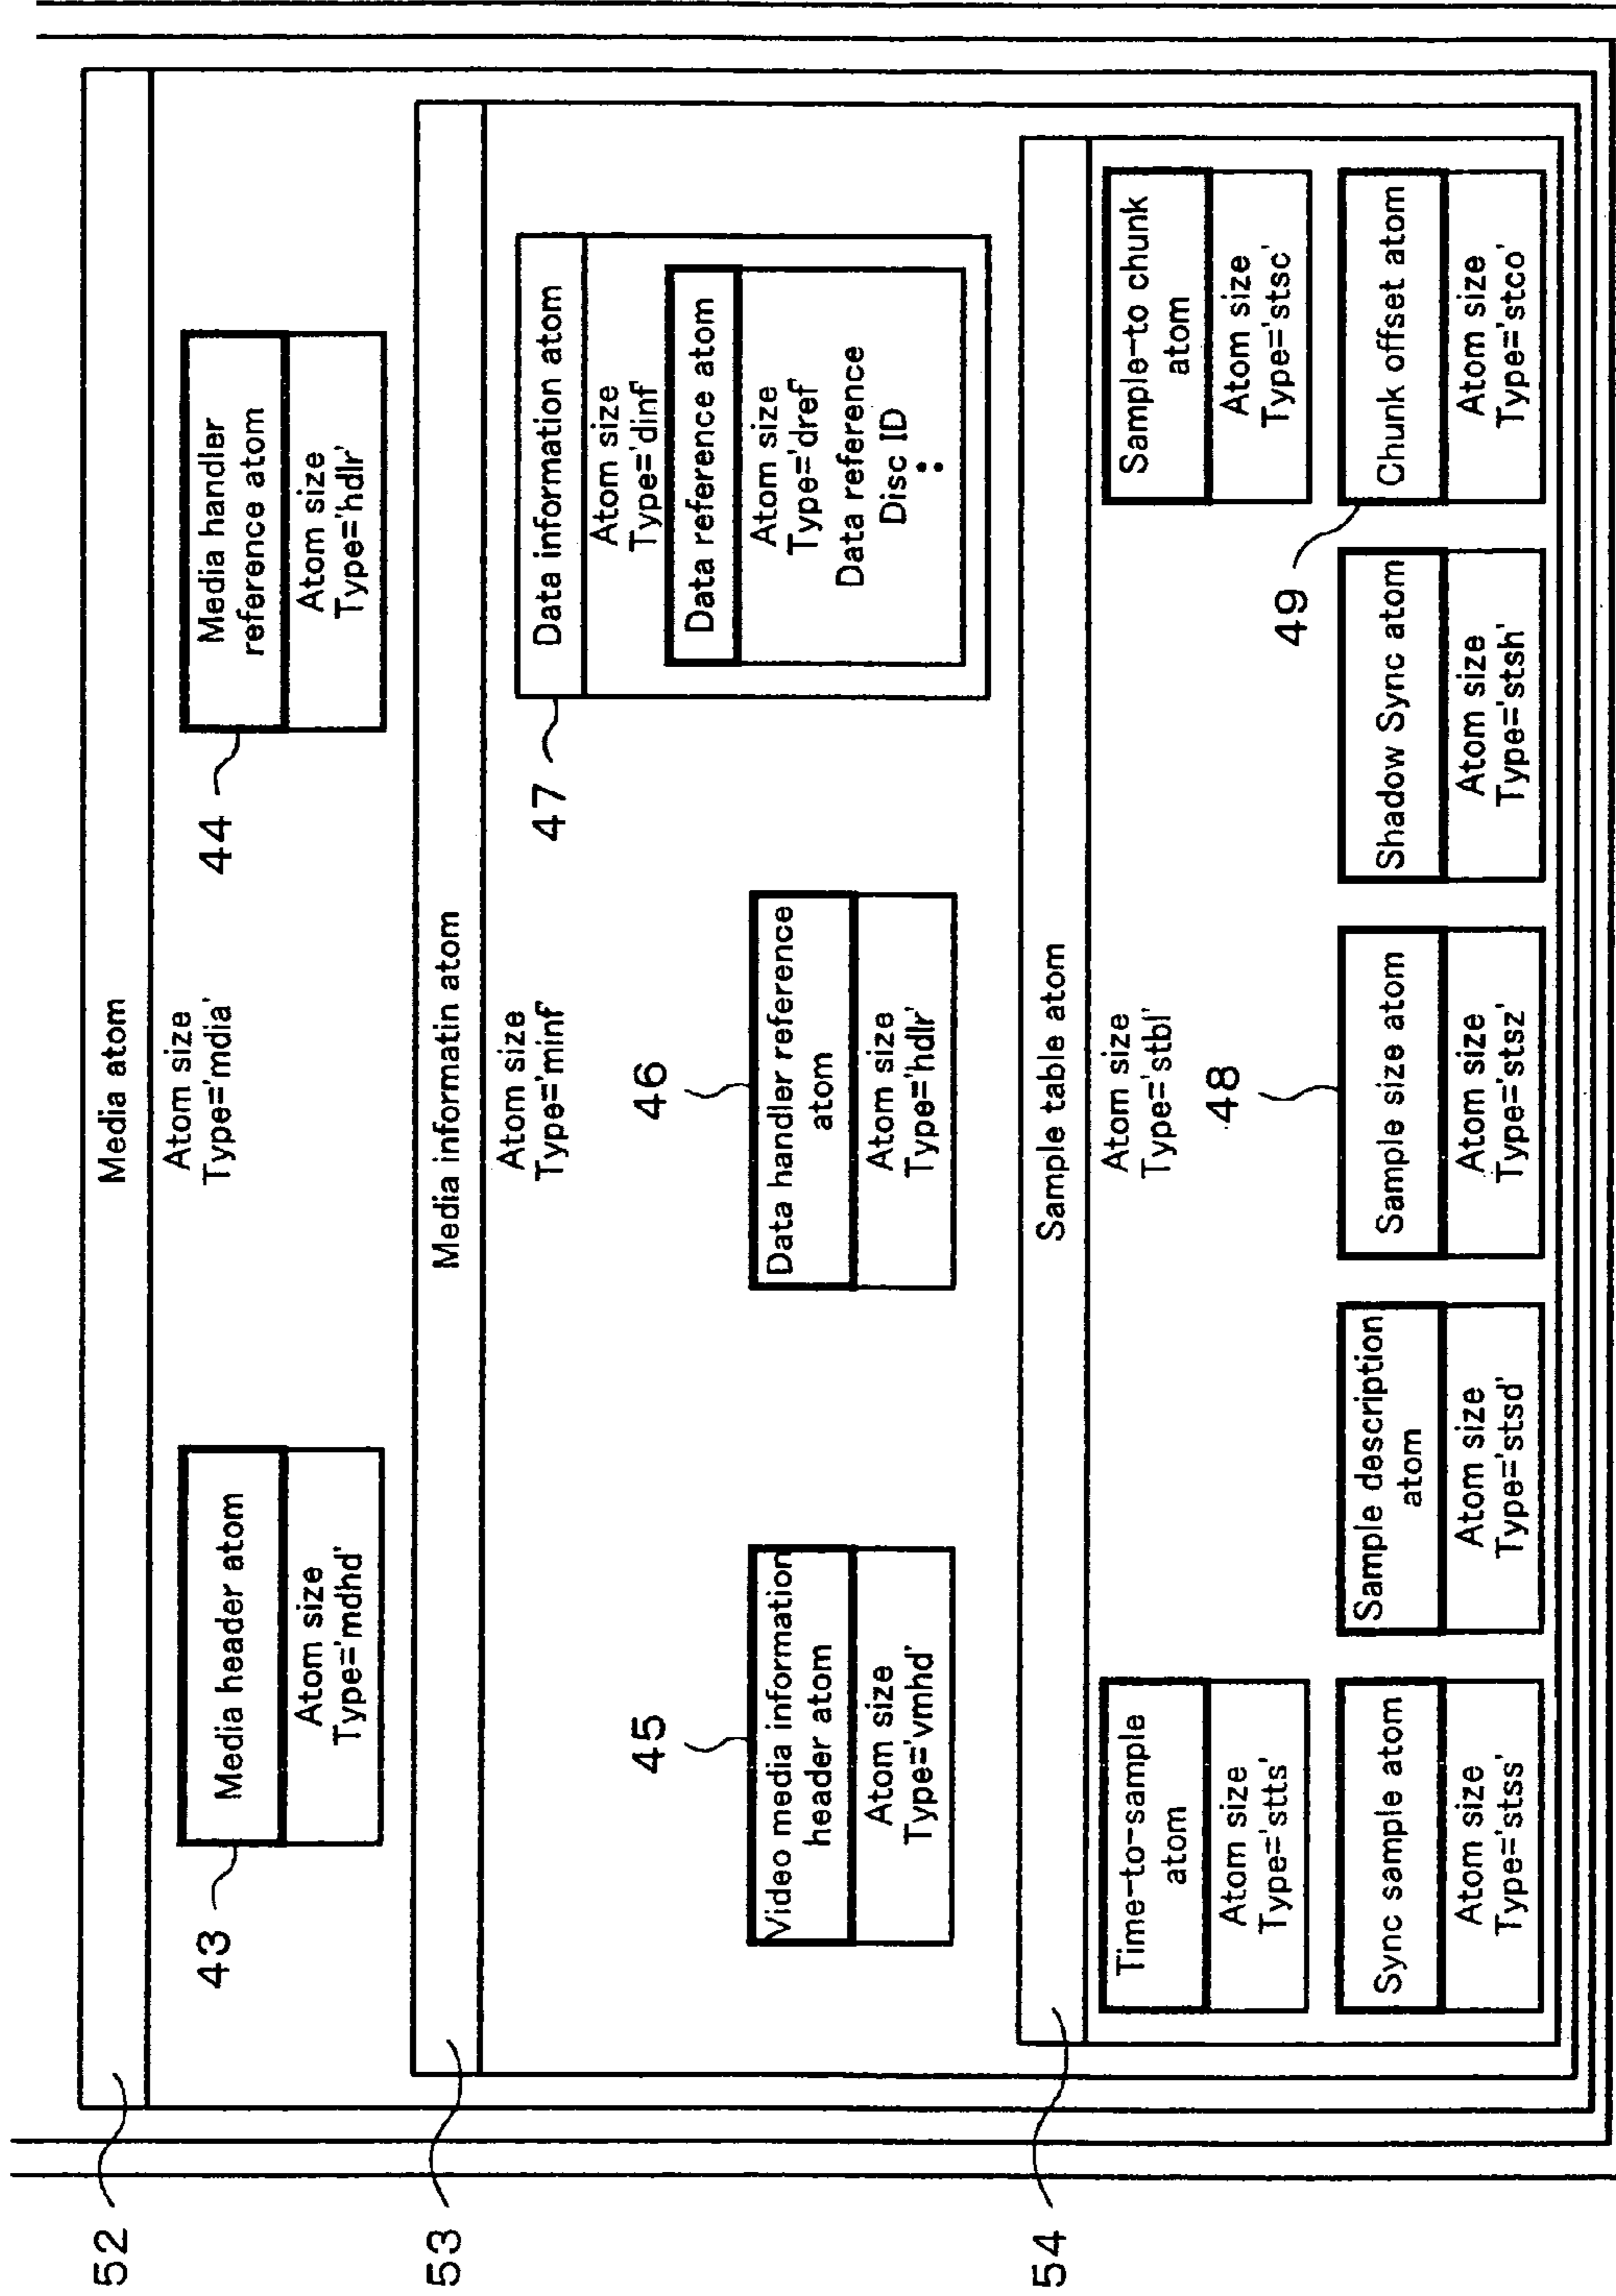 52
Media atom
Atom size
Type='mdia'
43
Media header atom
Atom size
Type='mdhd'
44
Media handler
reference atom
Atom size
Type='hdlr'
53
Media informatin atom
Atom size
Type='minf'
45
Video media information
header atom
Atom size
Type='vmhd'
46
Data handler reference
atom
Atom size
Type='hdlr'
47
Data information atom
Atom size
Type='dinf'
Data reference atom
Atom size
Type='dref'
Data reference
Disc ID
:
54
Sample table atom
Atom size
Type='stbl'
Time-to-sample
atom
Atom size
Type='stts'
Sample-to chunk
atom
Atom size
Type='stsc'
Sync sample atom
Atom size
Type='stss'
Sample description
atom
Atom size
Type='stsd'
48
Sample size atom
Atom size
Type='stsz'
Shadow Sync atom
Atom size
Type='stsh'
49
Chunk offset atom
Atom size
Type='stco'